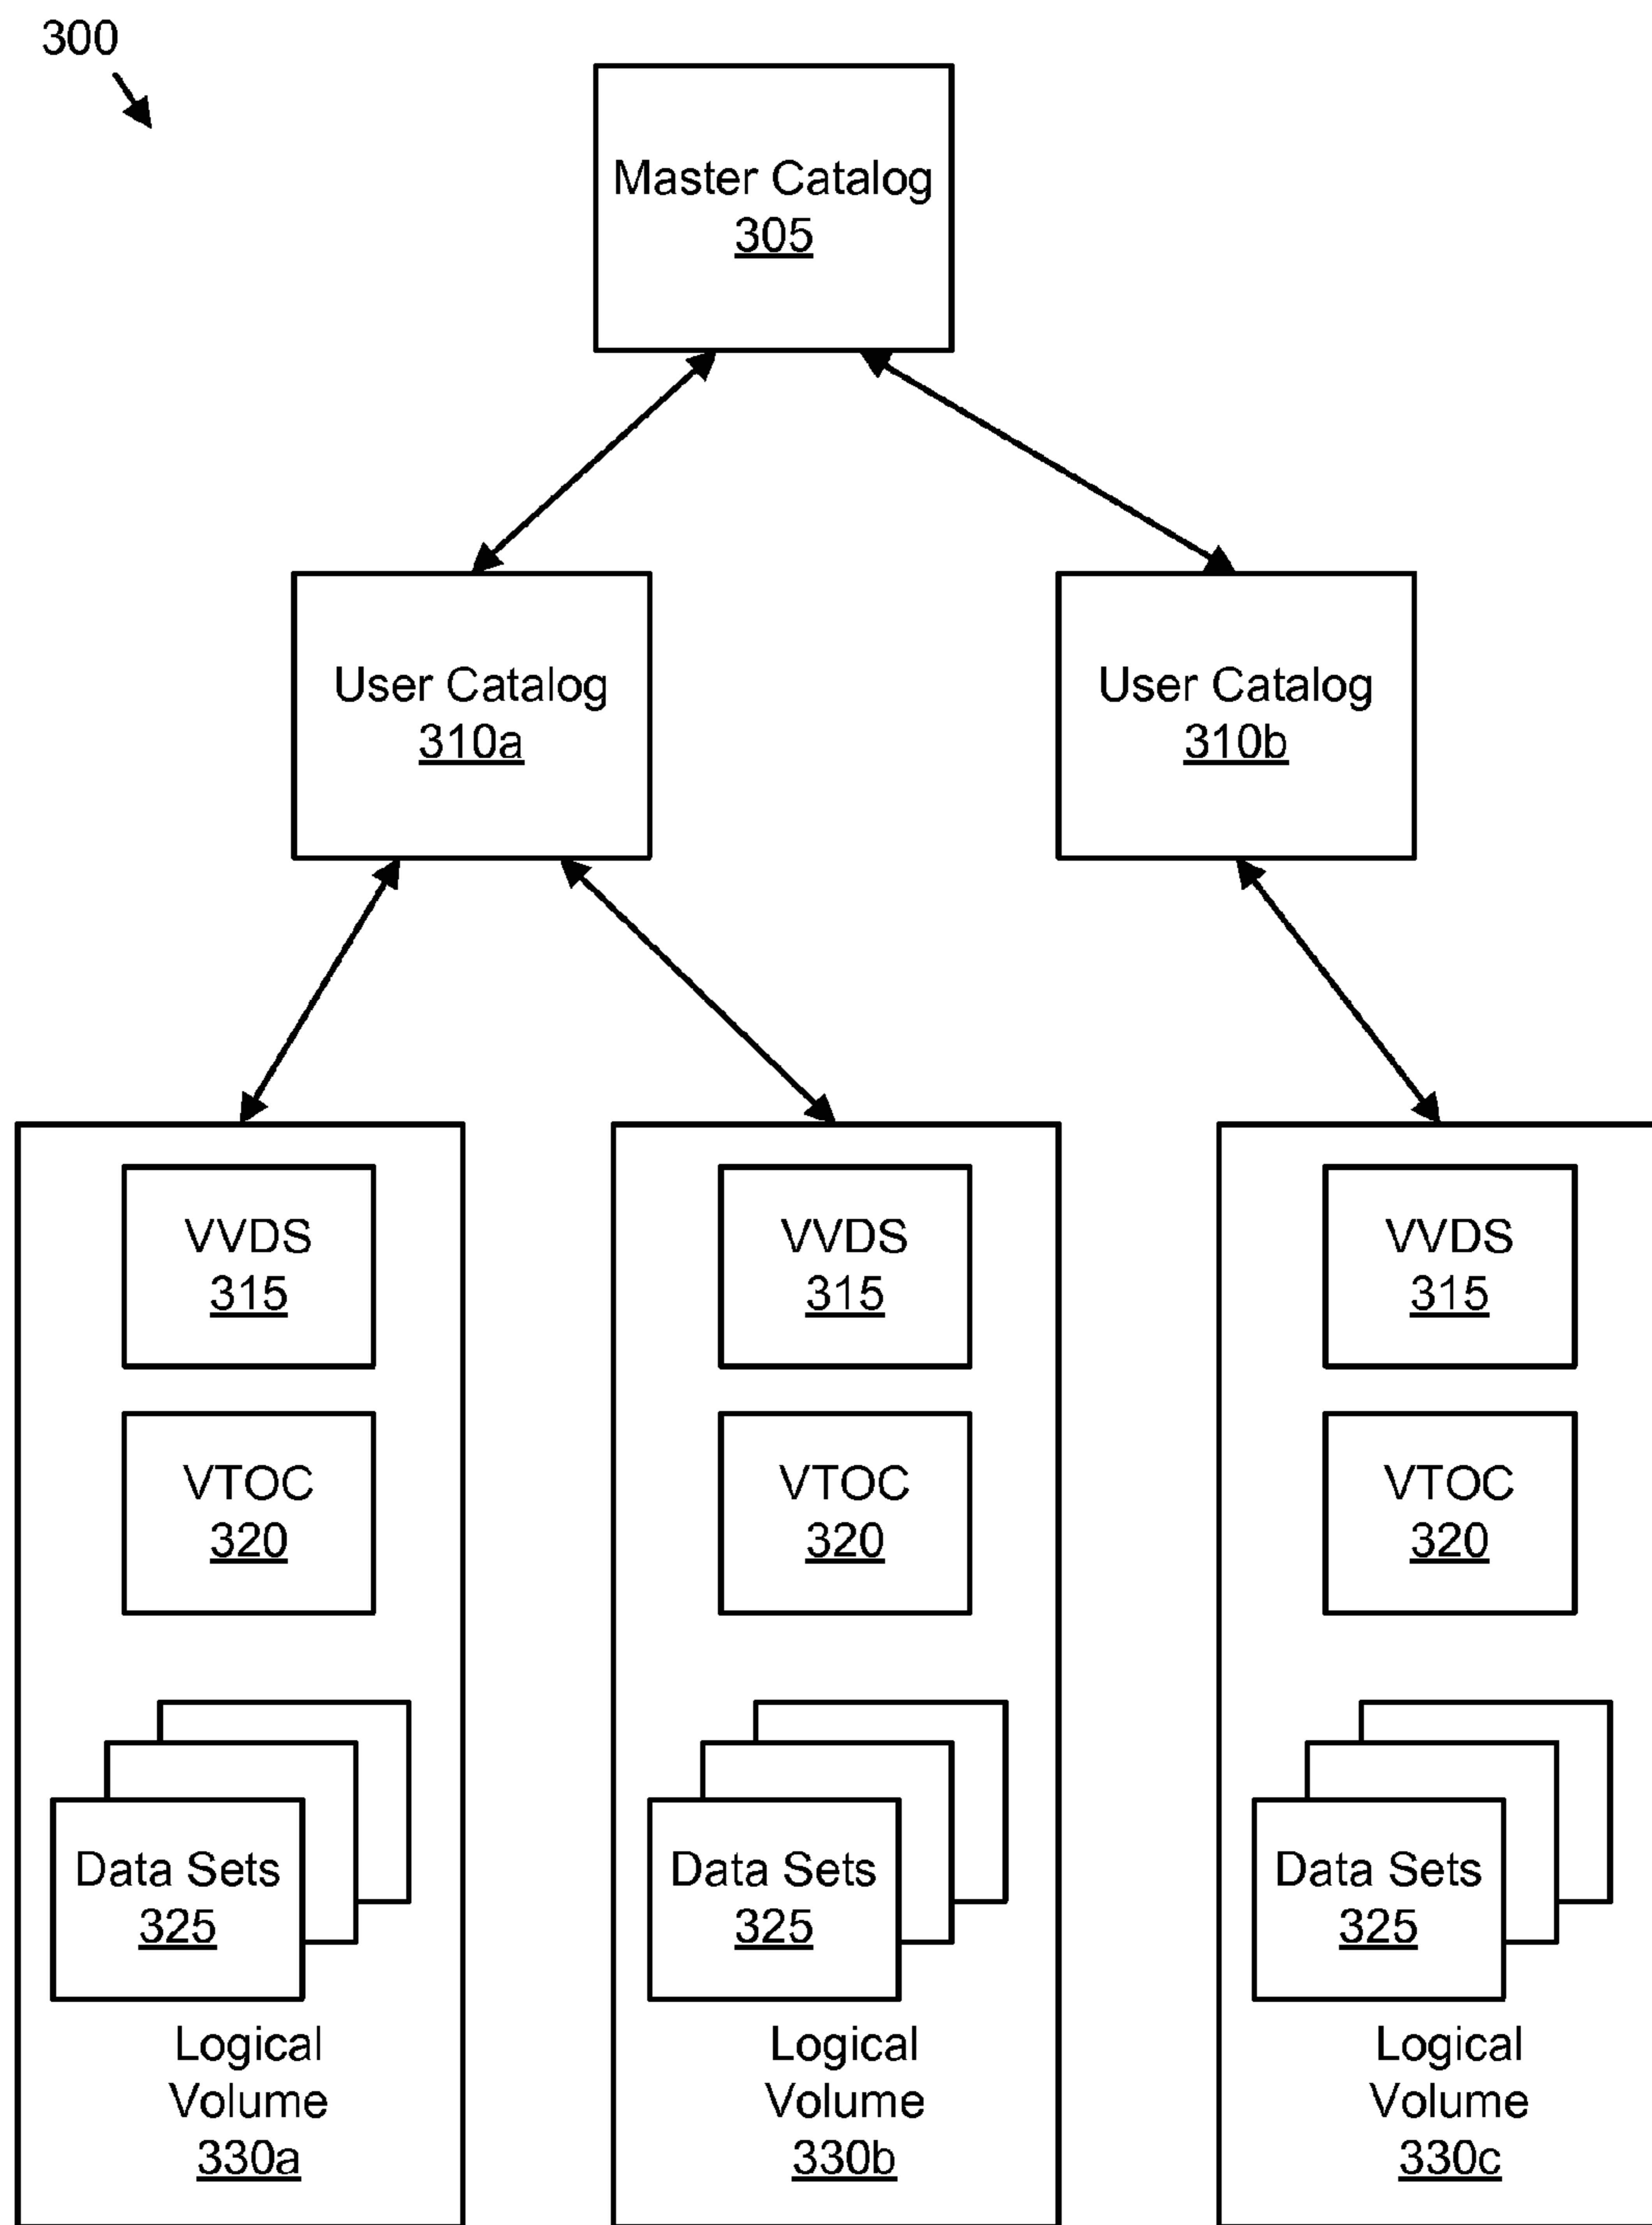 300
Master Catalog
305
User Catalog
310a
User Catalog
310b
VVDS
315
VTOC
320
Data Sets
325
Logical
Volume
330a
VVDS
315
VTOC
320
Data Sets
325
Logical
Volume
330b
VVDS
315
VTOC
320
Data Sets
325
Logical
Volume
330c